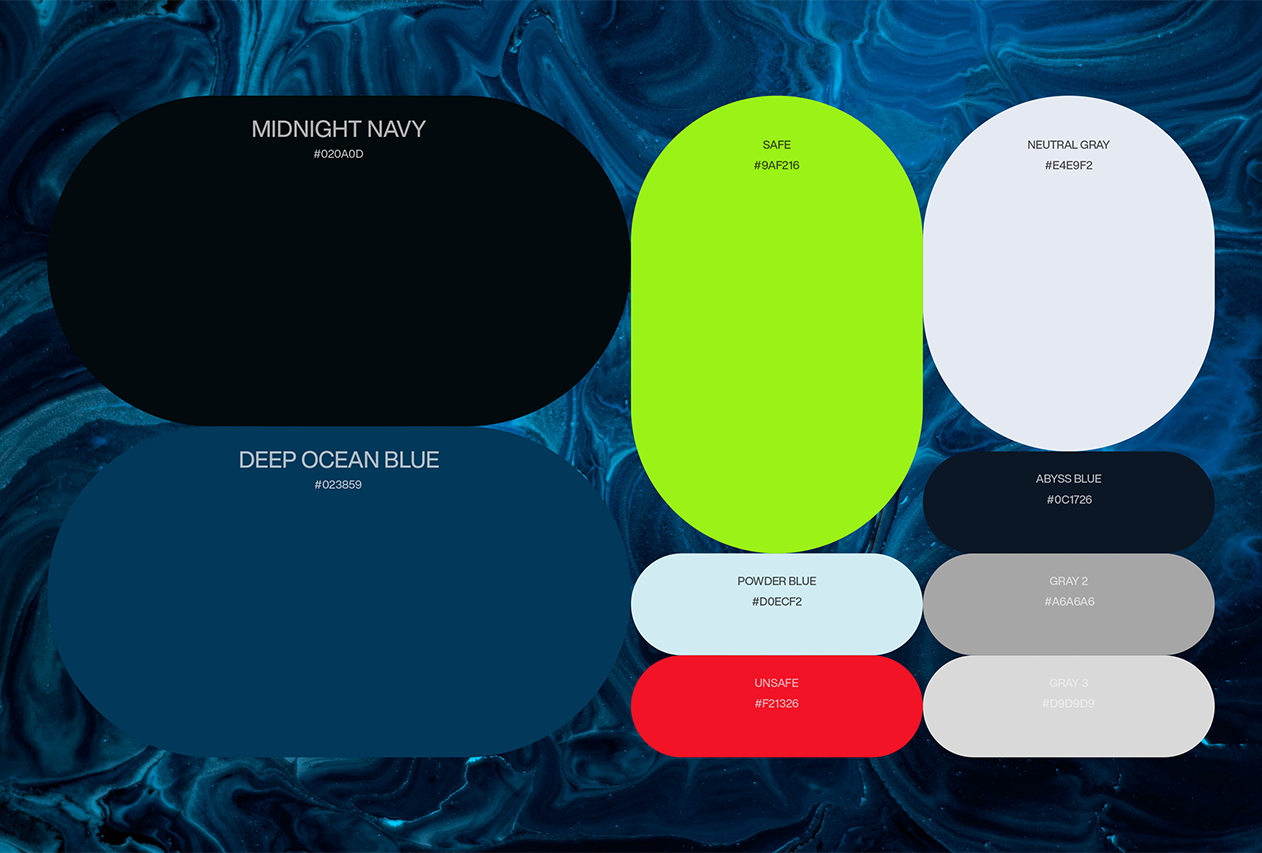 MIDNIGHT NAVY
#020A0D
DEEP OCEAN BLUE
#023859
SAFE
#9AF216
POWDER BLUE
#D0ECF2
UNSAFE
#F21326
NEUTRAL GRAY
#E4E9F2
ABYSS BLUE
#0C1726
GRAY 2
#A6A6A6
GRAY 3
#D9D9D9